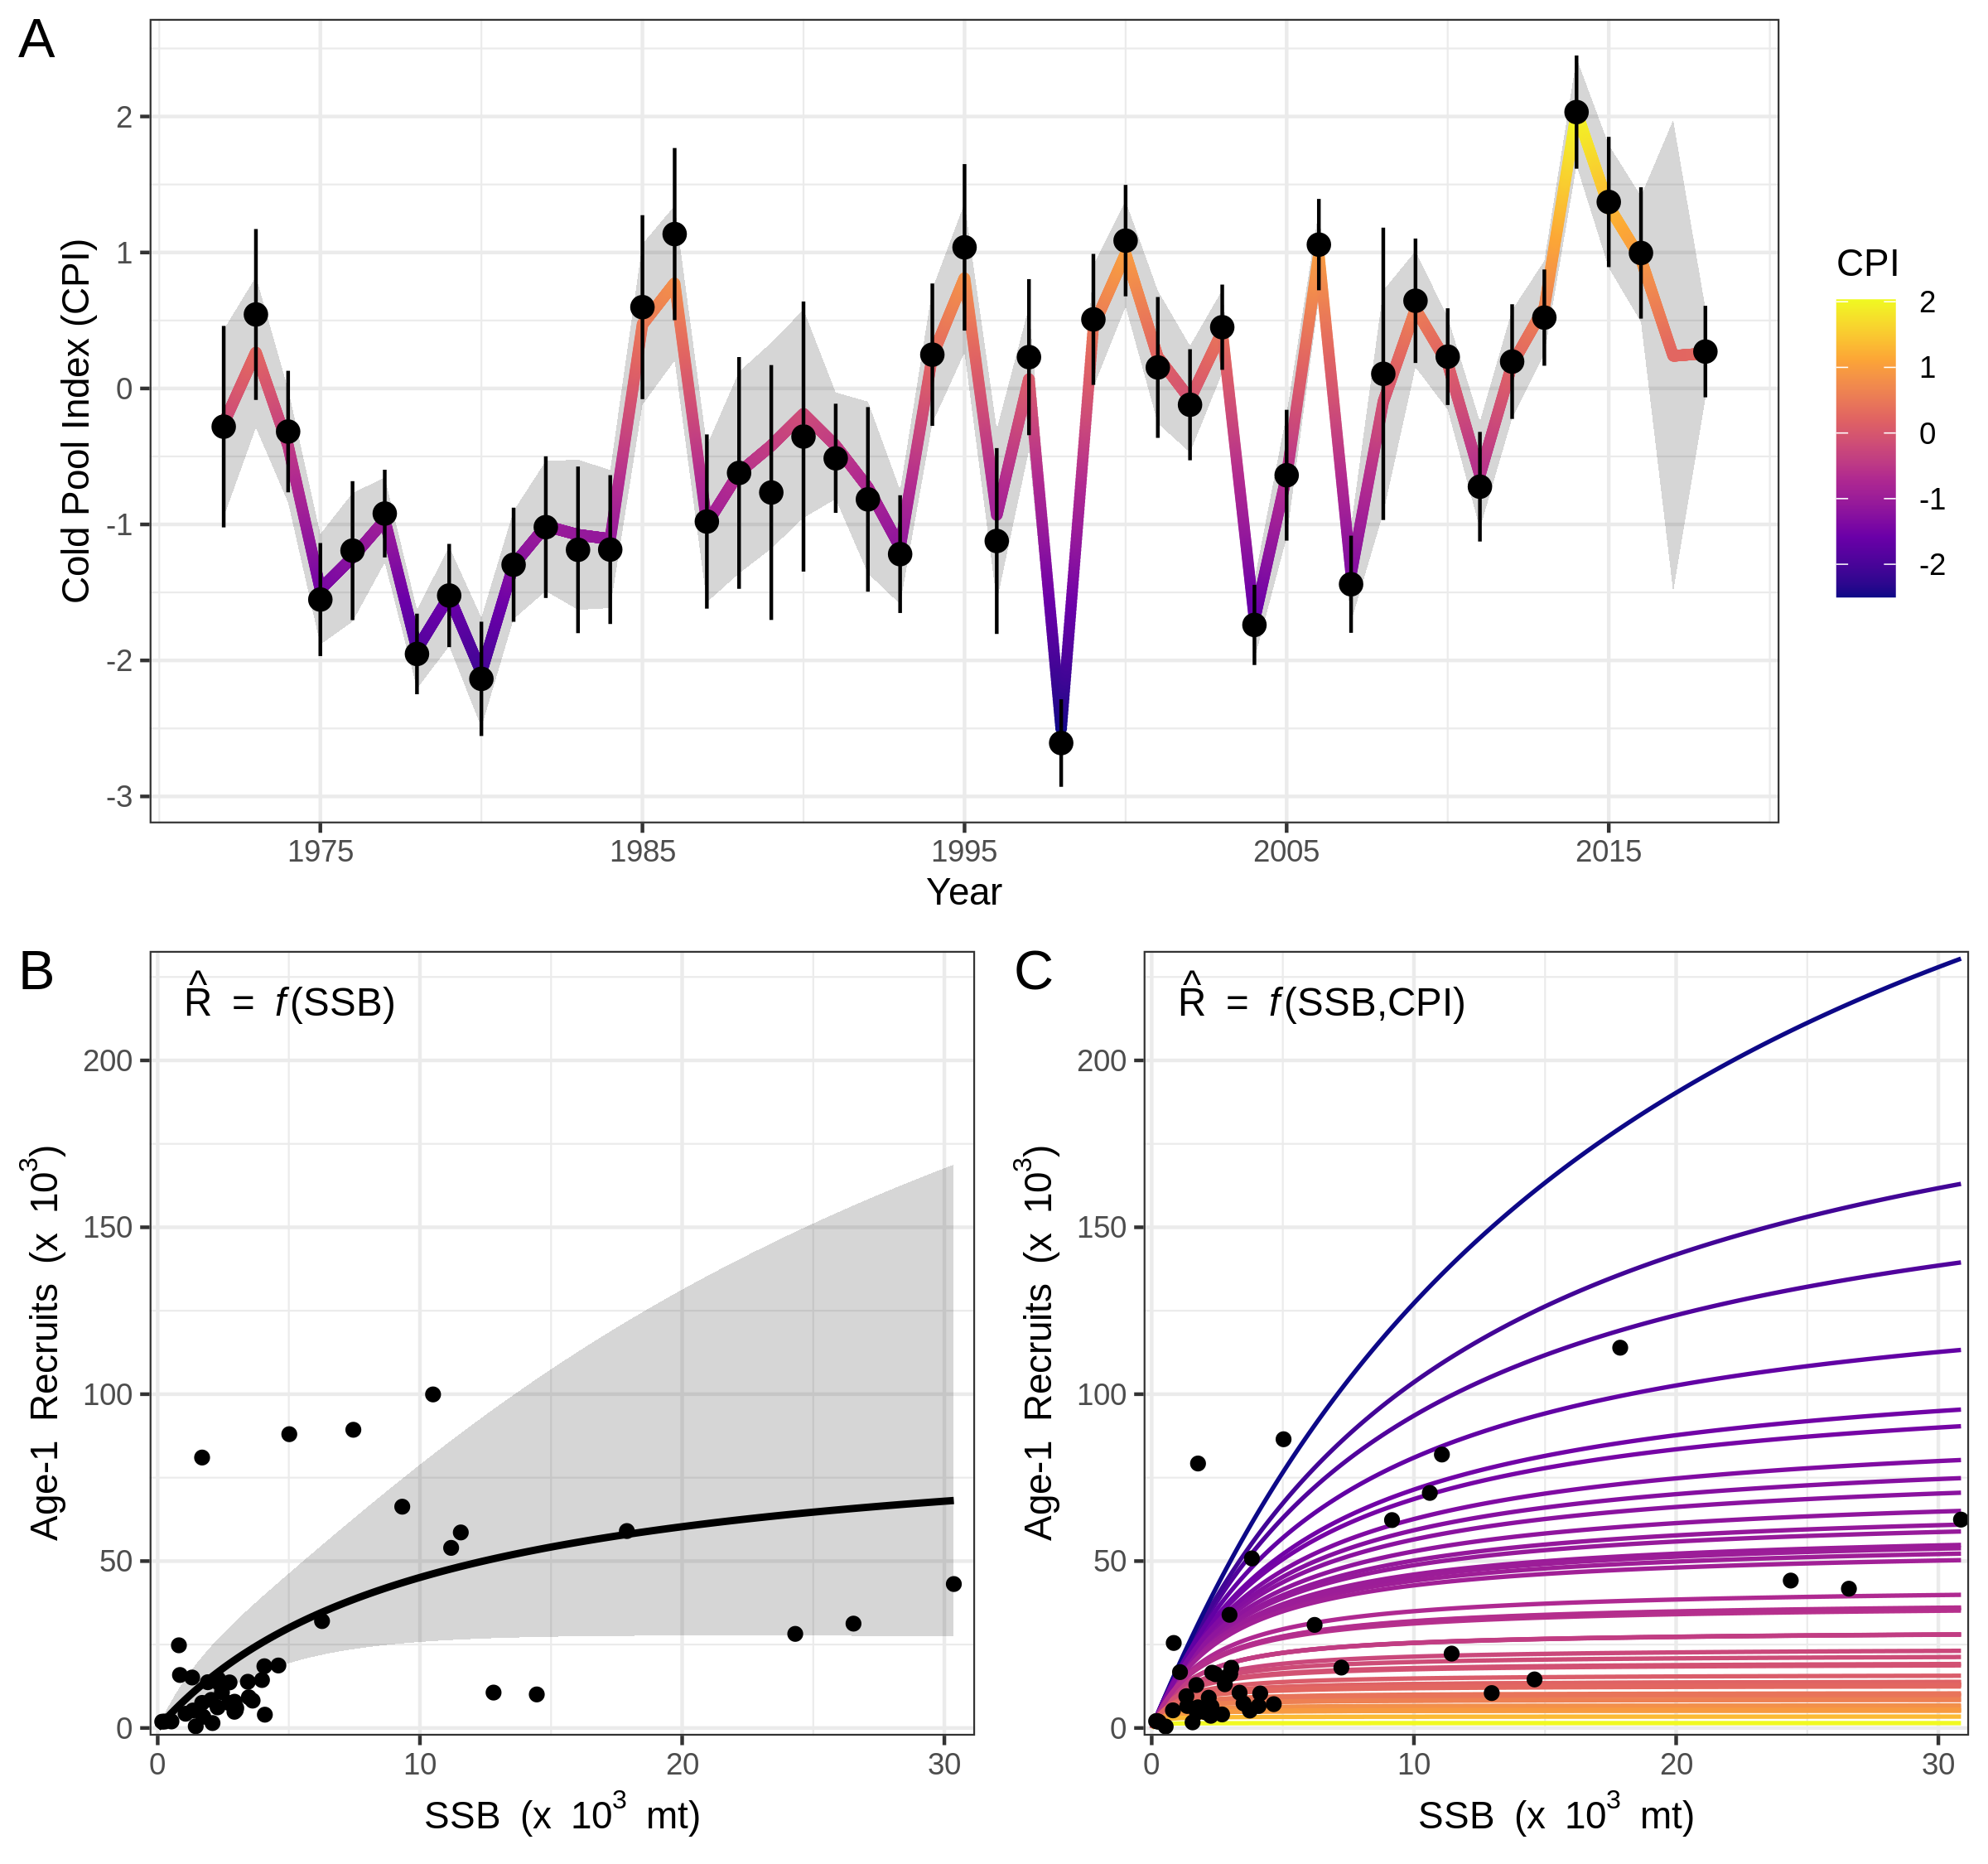 A
Cold Pool Index (CPI)
2
1
0
-1
-2
-3
1975 1985 1995 2005 2015
Year
CPI
2
1
0
-1
-2
B
R̂ = f(SSB)
Age-1 Recruits (x 10³)
200
150
100
50
0
0 10 20 30
SSB (x 10³ mt)
C
R̂ = f(SSB,CPI)
Age-1 Recruits (x 10³)
200
150
100
50
0
0 10 20 30
SSB (x 10³ mt)